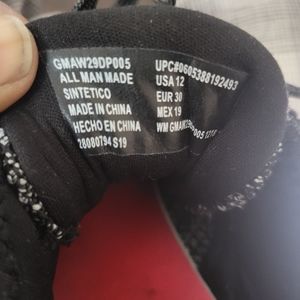 GMAW29DP005
ALL MAN MADE
SINTETICO
MADE IN CHINA
HECHO EN CHINA
28080794 S19
UPC#0605388192493
USA 12
EUR 30
MEX 19
WM